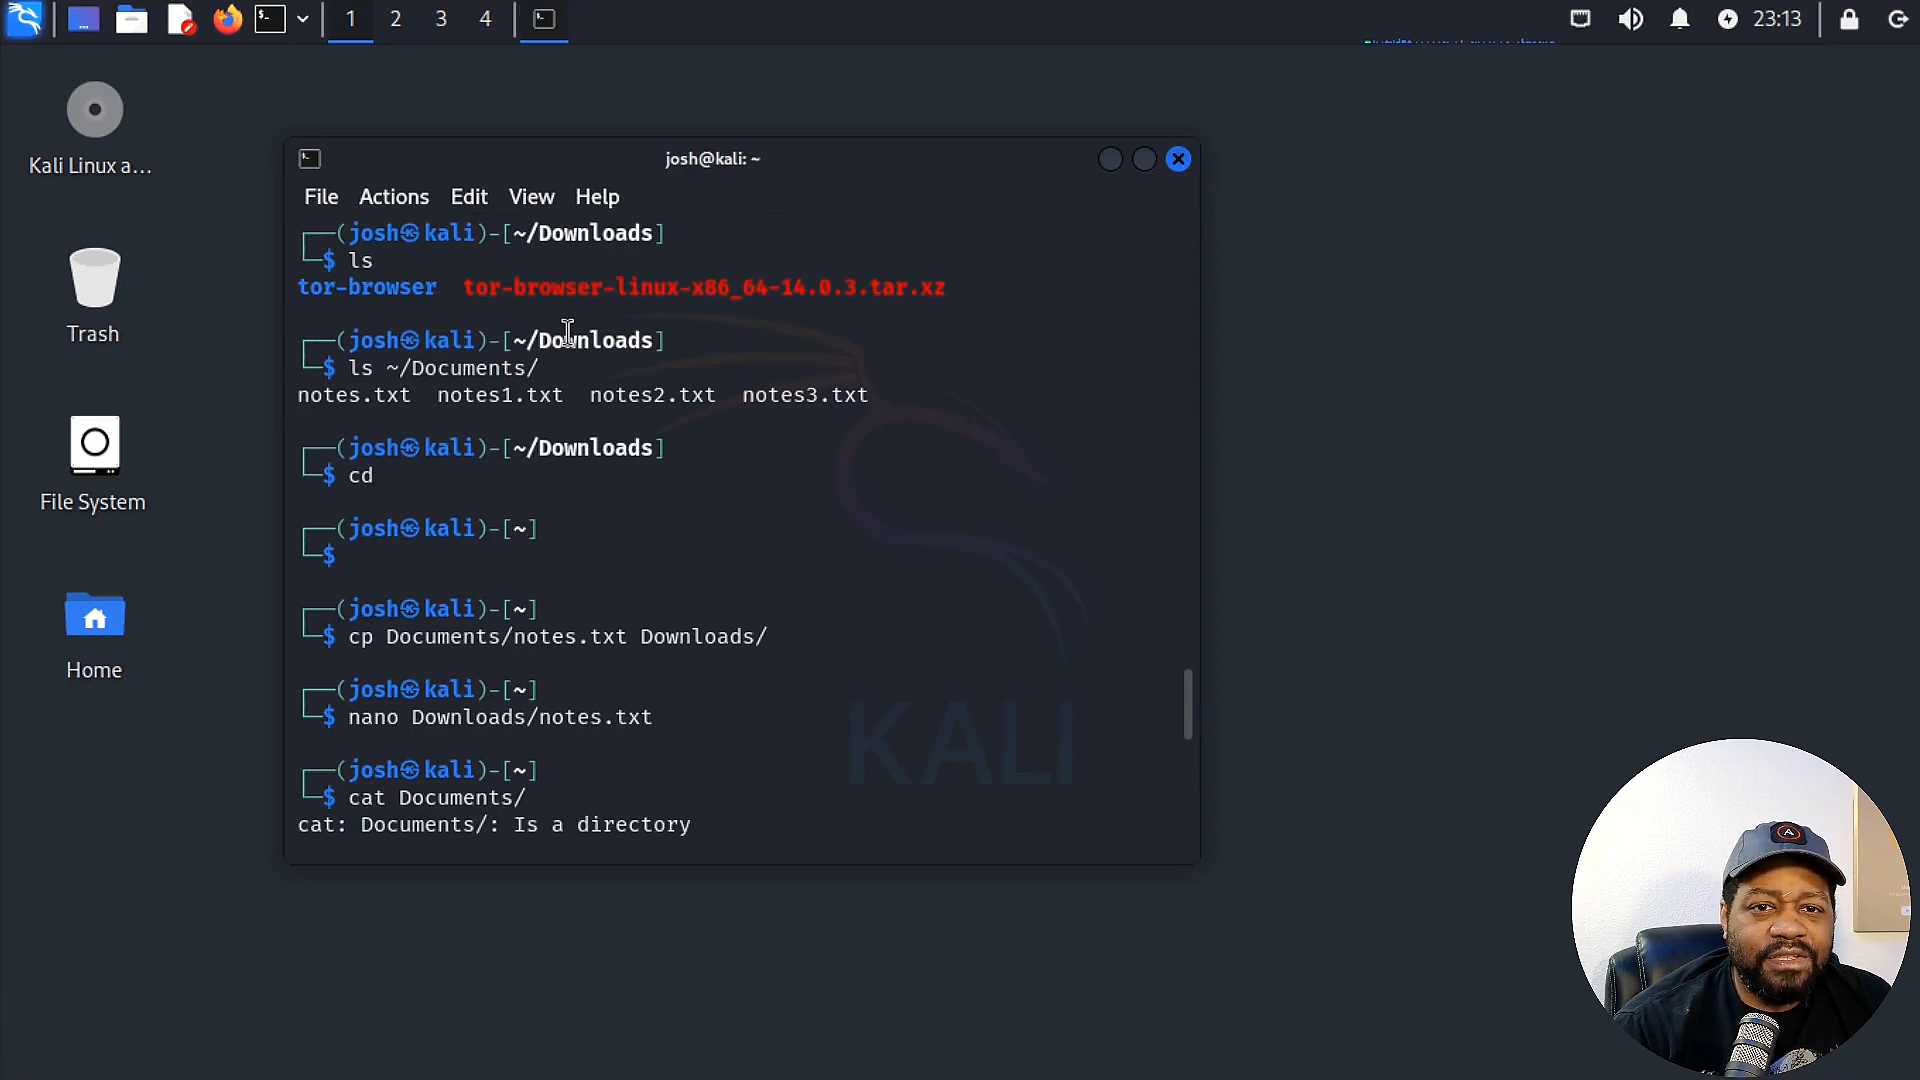 1 2 3 4 23:13
Kali Linux a...
Trash
File System
Home
josh@kali: ~
File Actions Edit View Help
┌──(josh㉿kali)-[~/Downloads]
└─$ ls
tor-browser tor-browser-linux-x86_64-14.0.3.tar.xz
┌──(josh㉿kali)-[~/Downloads]
└─$ ls ~/Documents/
notes.txt notes1.txt notes2.txt notes3.txt
┌──(josh㉿kali)-[~/Downloads]
└─$ cd
┌──(josh㉿kali)-[~]
└─$
┌──(josh㉿kali)-[~]
└─$ cp Documents/notes.txt Downloads/
┌──(josh㉿kali)-[~]
└─$ nano Downloads/notes.txt
┌──(josh㉿kali)-[~]
└─$ cat Documents/
cat: Documents/: Is a directory
KALI
A